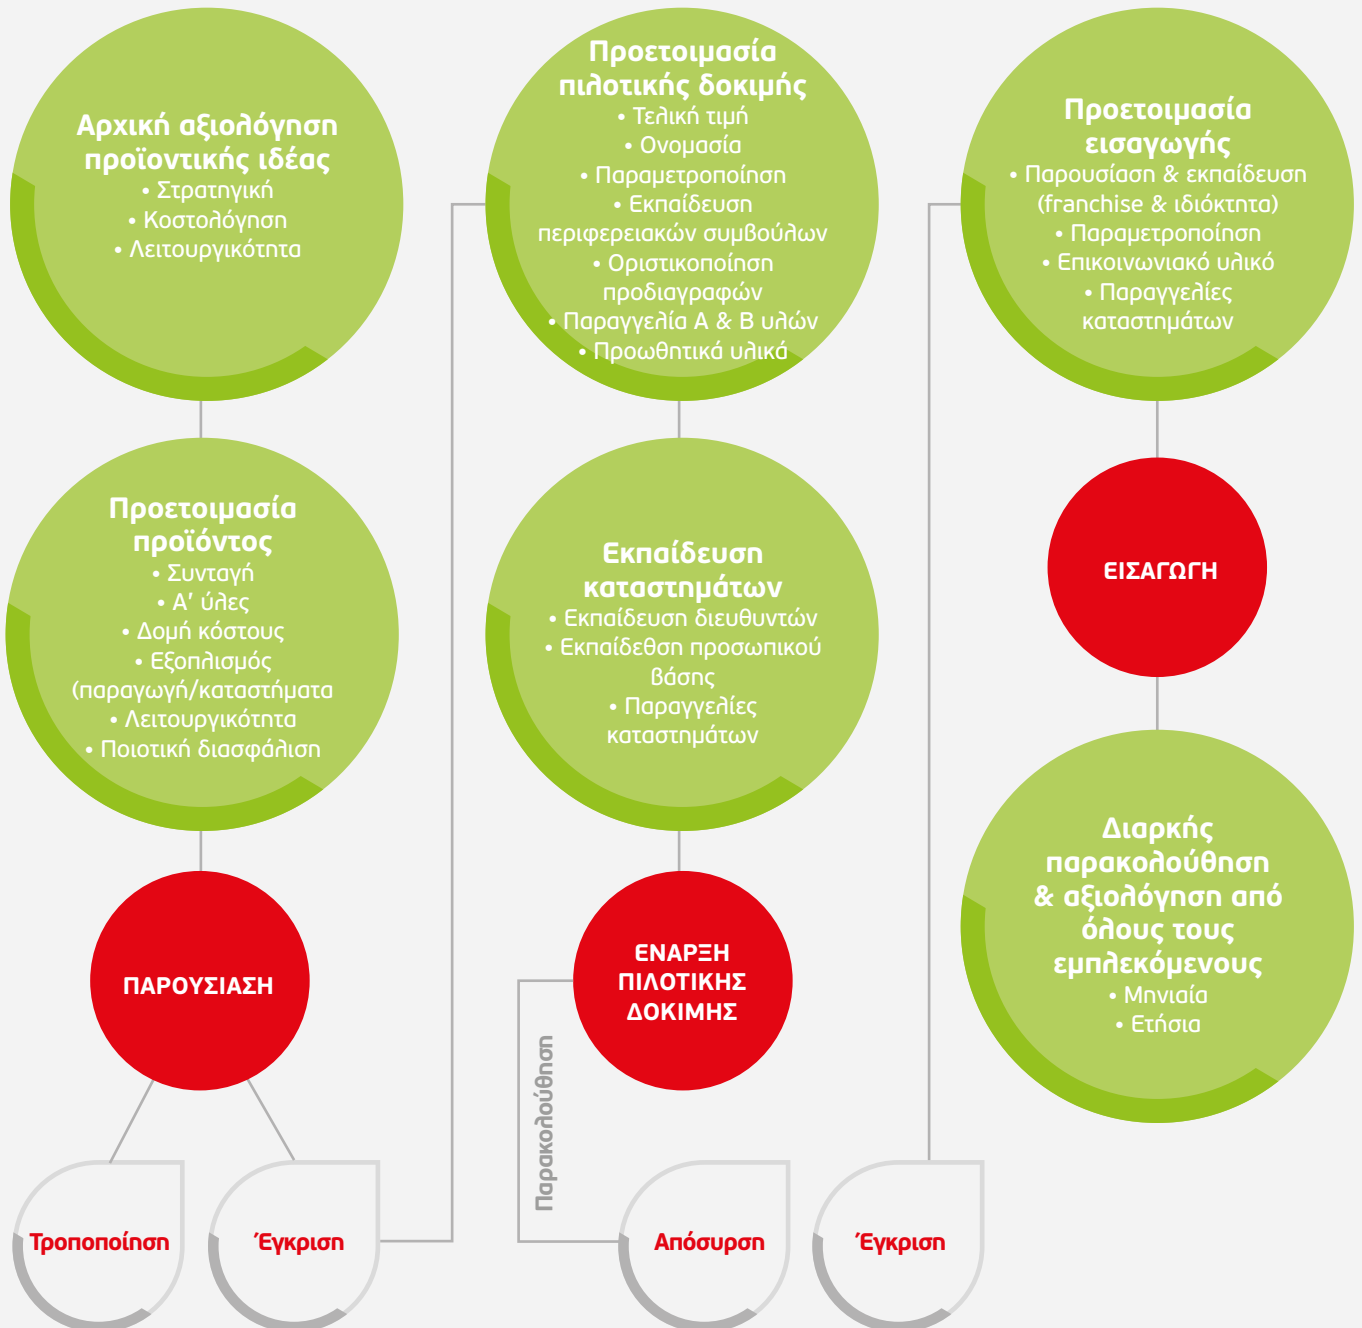 Αρχική αξιολόγηση
προϊοντικής ιδέας
• Στρατηγική
• Κοστολόγηση
• Λειτουργικότητα
Προετοιμασία
προϊόντος
• Συνταγή
• Α' ύλες
• Δομή κόστους
• Εξοπλισμός
(παραγωγή/καταστήματα
• Λειτουργικότητα
• Ποιοτική διασφάλιση
ΠΑΡΟΥΣΙΑΣΗ
Τροποποίηση
Έγκριση
Προετοιμασία
πιλοτικής δοκιμής
• Τελική τιμή
• Ονομασία
• Παραμετροποίηση
• Εκπαίδευση
περιφερειακών συμβούλων
• Οριστικοποίηση
προδιαγραφών
• Παραγγελία Α & Β υλών
• Προωθητικά υλικά
Εκπαίδευση
καταστημάτων
• Εκπαίδευση διευθυντών
• Εκπαίδεθση προσωπικού
βάσης
• Παραγγελίες
καταστημάτων
ΕΝΑΡΞΗ
ΠΙΛΟΤΙΚΗΣ
ΔΟΚΙΜΗΣ
Παρακολούθηση
Απόσυρση
Έγκριση
Προετοιμασία
εισαγωγής
• Παρουσίαση & εκπαίδευση
(franchise & ιδιόκτητα)
• Παραμετροποίηση
• Επικοινωνιακό υλικό
• Παραγγελίες
καταστημάτων
ΕΙΣΑΓΩΓΗ
Διαρκής
παρακολούθηση
& αξιολόγηση από
όλους τους
εμπλεκόμενους
• Μηνιαία
• Ετήσια